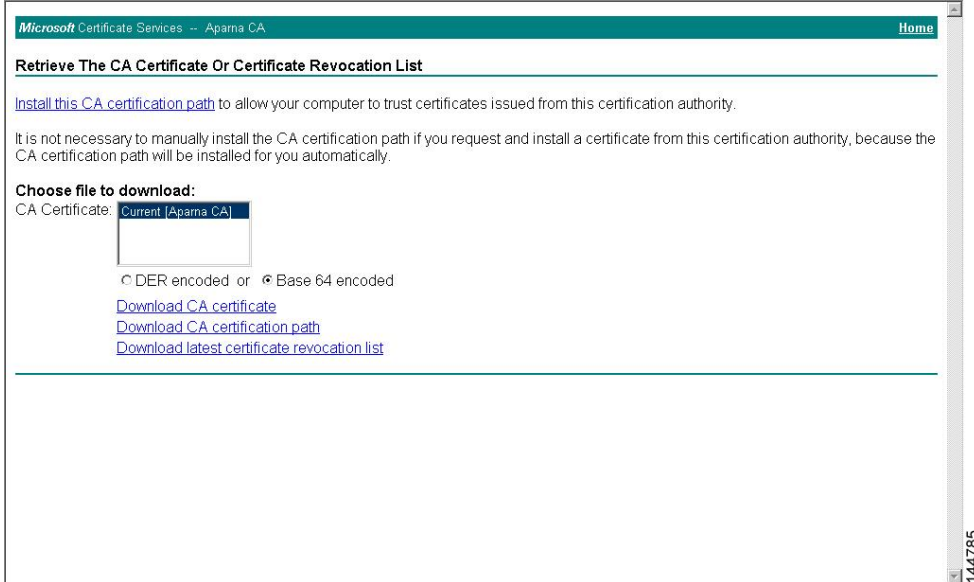 Microsoft Certificate Services -- Aparna CA Home
Retrieve The CA Certificate Or Certificate Revocation List
Install this CA certification path to allow your computer to trust certificates issued from this certification authority.
It is not necessary to manually install the CA certification path if you request and install a certificate from this certification authority, because the
CA certification path will be installed for you automatically.
Choose file to download:
CA Certificate: Current [Aparna CA]
DER encoded or Base 64 encoded
Download CA certificate
Download CA certification path
Download latest certificate revocation list
144785